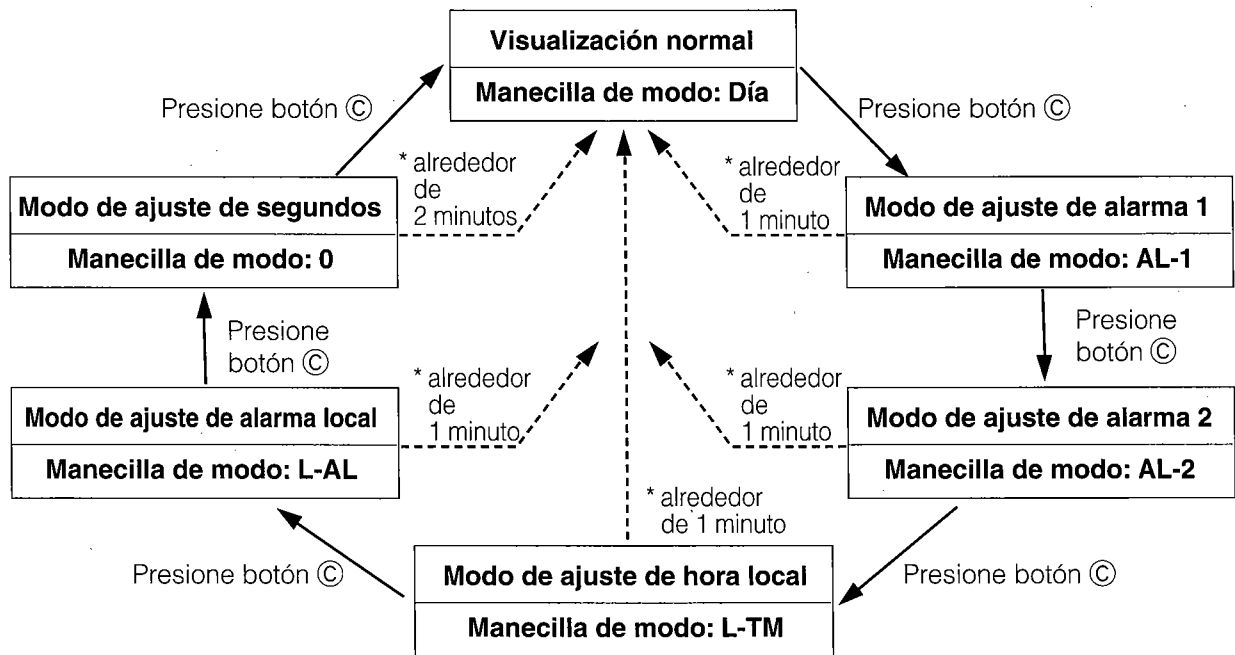 Visualización normal
Manecilla de modo: Día
Presione botón Ⓒ
Presione botón Ⓒ
* alrededor
de
2 minutos
* alrededor
de
1 minuto
Modo de ajuste de segundos
Manecilla de modo: 0
Modo de ajuste de alarma 1
Manecilla de modo: AL-1
Presione
botón Ⓒ
Presione
botón Ⓒ
* alrededor
de
1 minuto
* alrededor
de
1 minuto
Modo de ajuste de alarma local
Manecilla de modo: L-AL
Modo de ajuste de alarma 2
Manecilla de modo: AL-2
* alrededor
de 1 minuto
Presione botón Ⓒ
Presione botón Ⓒ
Modo de ajuste de hora local
Manecilla de modo: L-TM